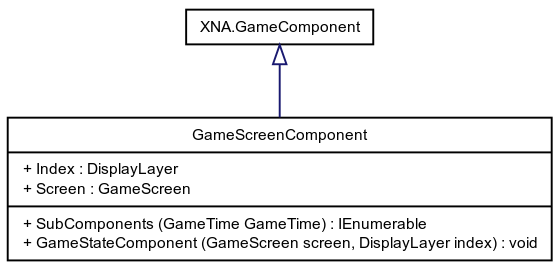 XNA.GameComponent
GameScreenComponent
+ Index : DisplayLayer
+ Screen : GameScreen
+ SubComponents (GameTime GameTime) : IEnumerable
+ GameStateComponent (GameScreen screen, DisplayLayer index) : void